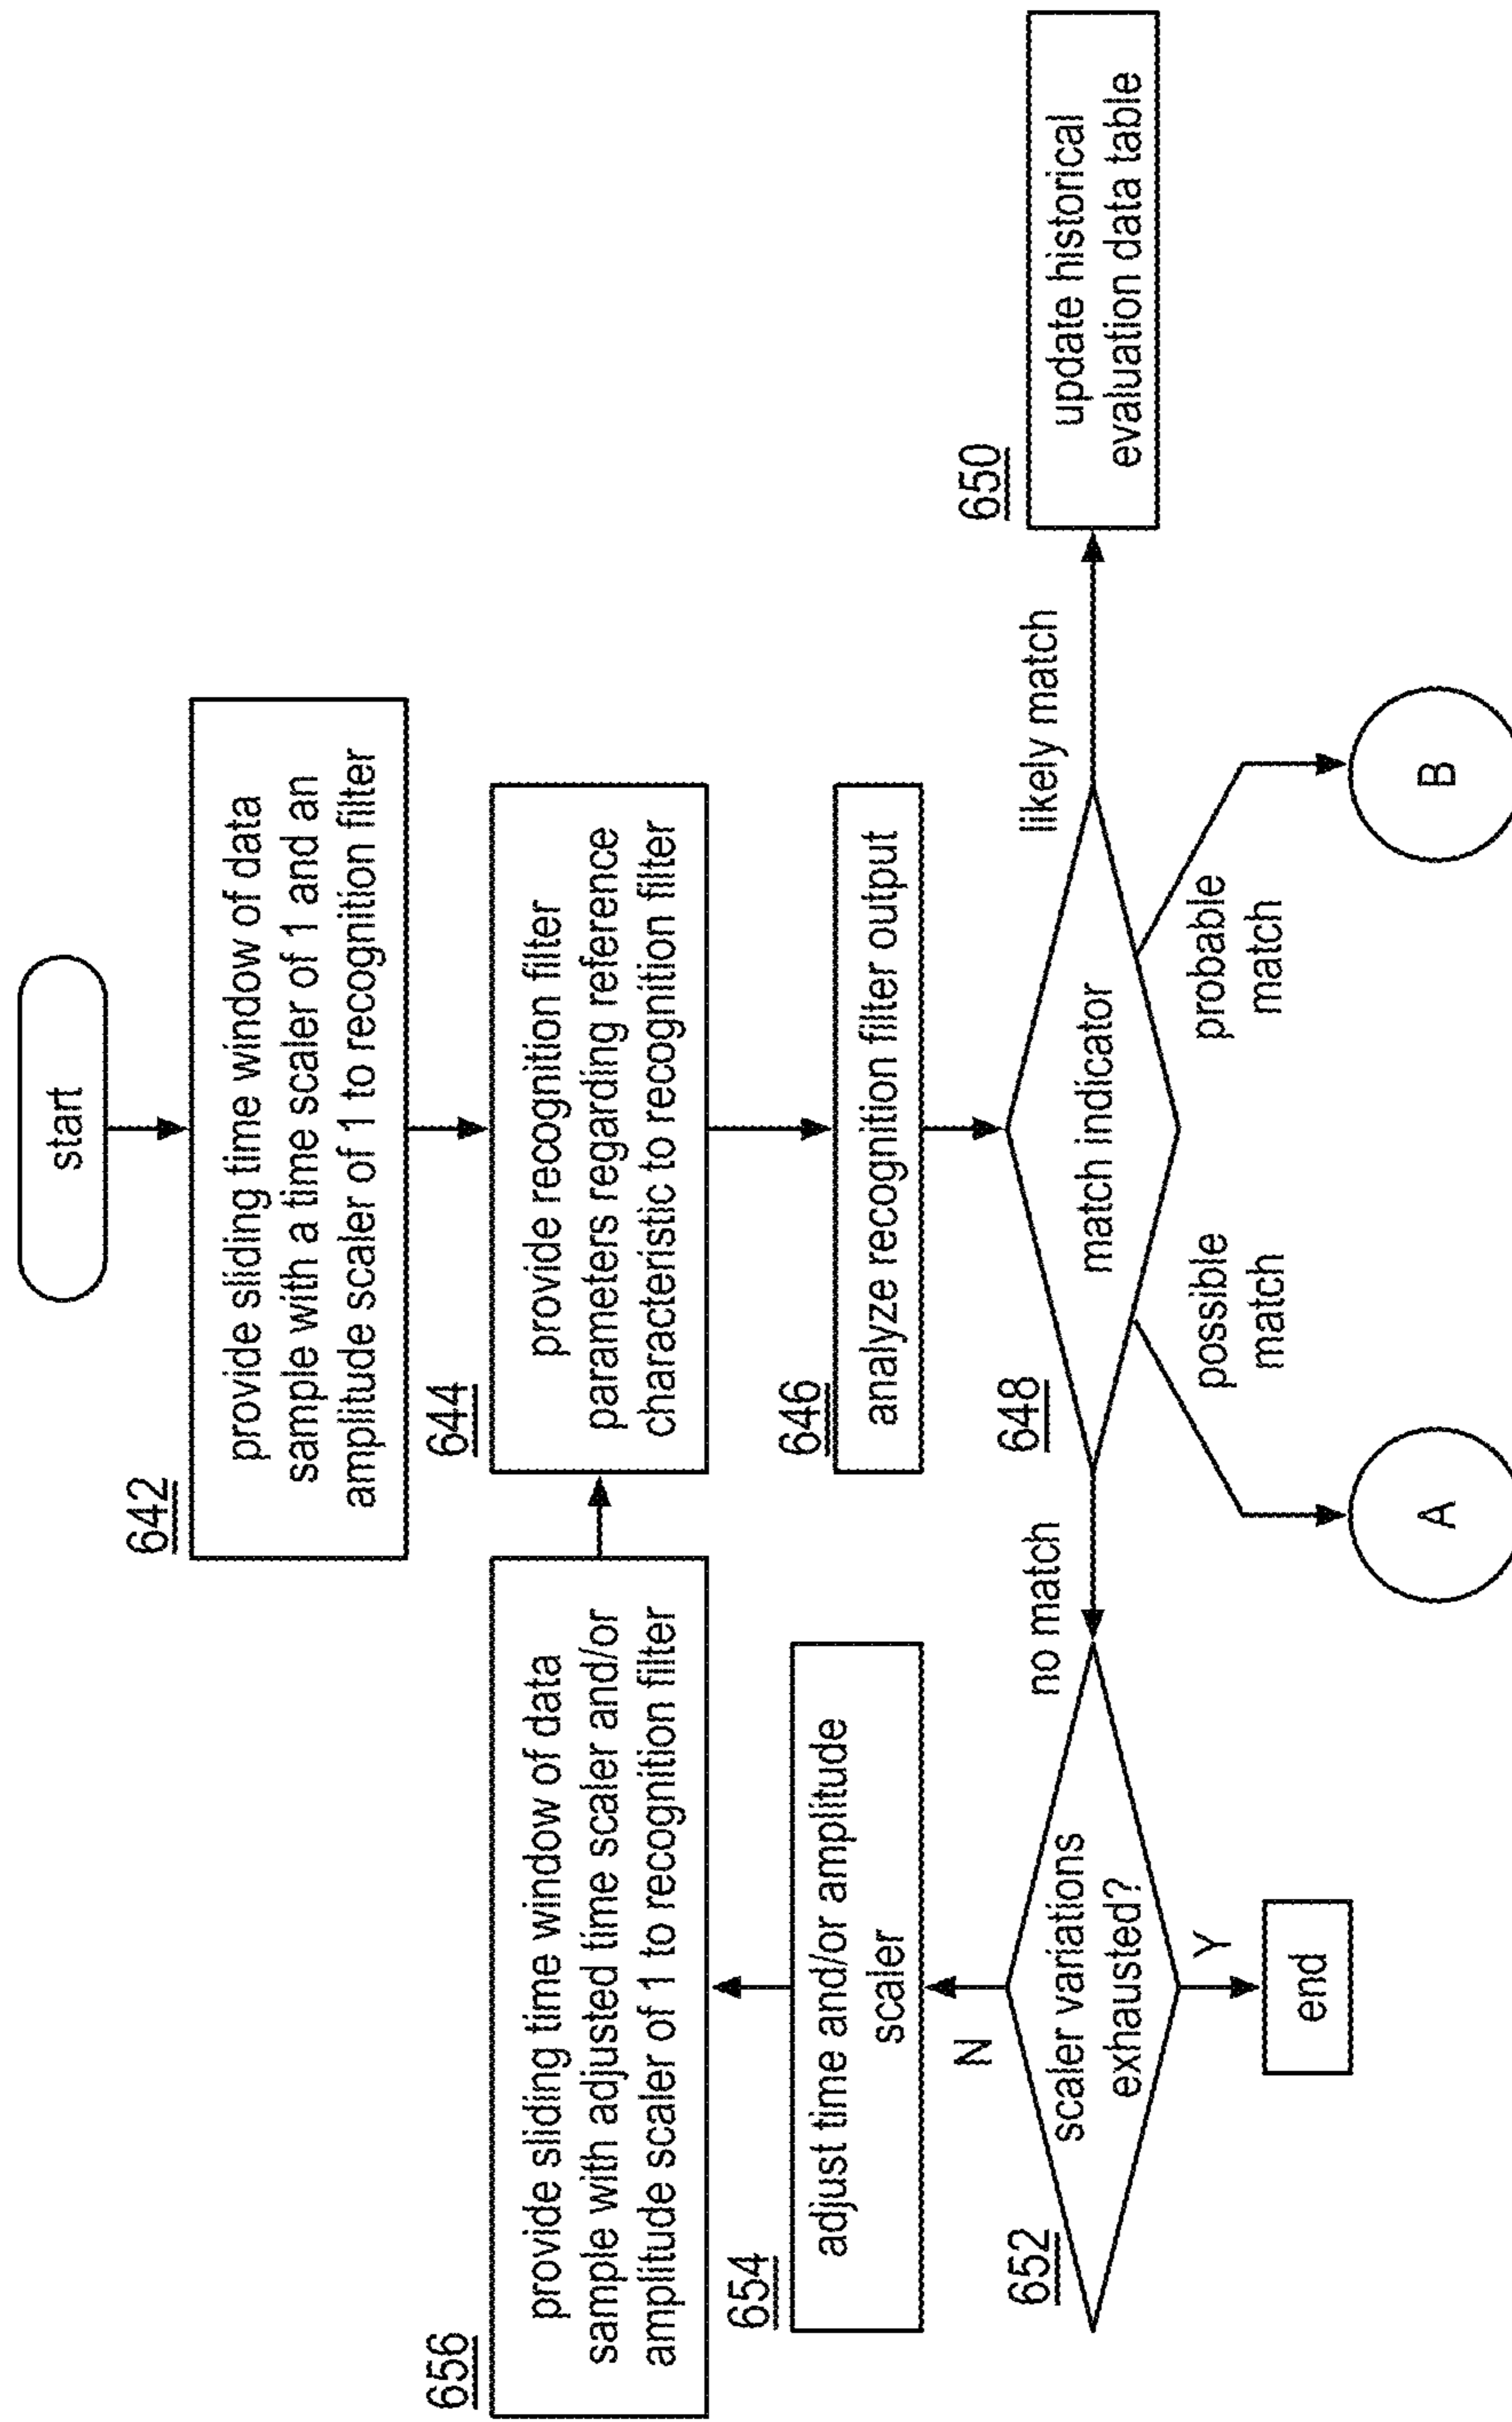 start
642
provide sliding time window of data
sample with a time scaler of 1 and an
amplitude scaler of 1 to recognition filter
656
provide sliding time window of data
sample with adjusted time scaler and/or
amplitude scaler of 1 to recognition filter
644
provide recognition filter
parameters regarding reference
characteristic to recognition filter
654
adjust time and/or amplitude
scaler
646
analyze recognition filter output
N
652
scaler variations
exhausted?
no match
648
match indicator
likely match
650
update historical
evaluation data table
Y
possible
match
probable
match
end
A
B